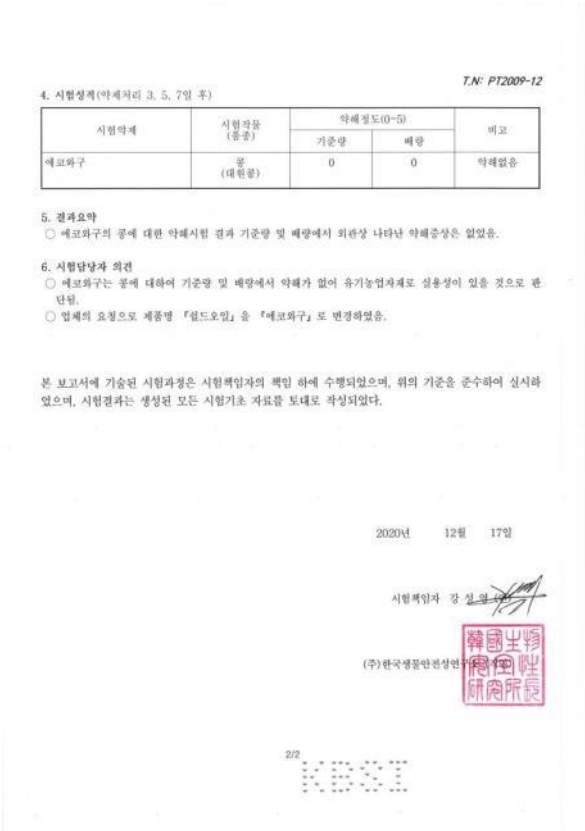 T.N: PT2009-12
4. 시험성적(약제처리 3, 5, 7일 후)
시험약제 시험작물 (품종) 약해정도(0~5) 비고
기준량 배량
에코와구 콩 (대원콩) 0 0 약해없음
5. 결과요약
○ 에코와구의 콩에 대한 약해시험 결과 기준량 및 배량에서 외관상 나타난 약해증상은 없었음.
6. 시험담당자 의견
○ 에코와구는 콩에 대하여 기준량 및 배량에서 약해가 없어 유기농업자재로 실용성이 있을 것으로 판
단됨.
○ 업체의 요청으로 제품명 『쉴드오일』을 『에코와구』로 변경하였음.
본 보고서에 기술된 시험과정은 시험책임자의 책임 하에 수행되었으며, 위의 기준을 준수하여 실시하
였으며, 시험결과는 생성된 모든 시험기초 자료를 토대로 작성되었다.
2020년 12월 17일
시험책임자 강 성 영
(주)한국생물안전성연구소
韓國生物
安全性
硏究所長
2/2
KBSI